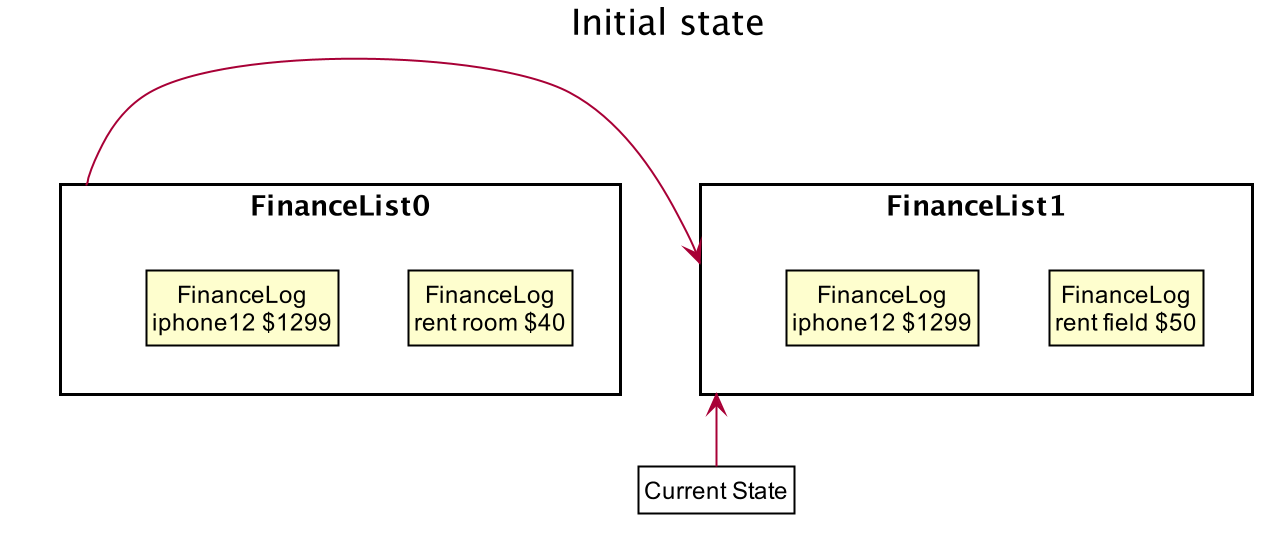 Initial state
FinanceList0
FinanceLog
iphone12 $1299
FinanceLog
rent room $40
FinanceList1
FinanceLog
iphone12 $1299
FinanceLog
rent field $50
Current State